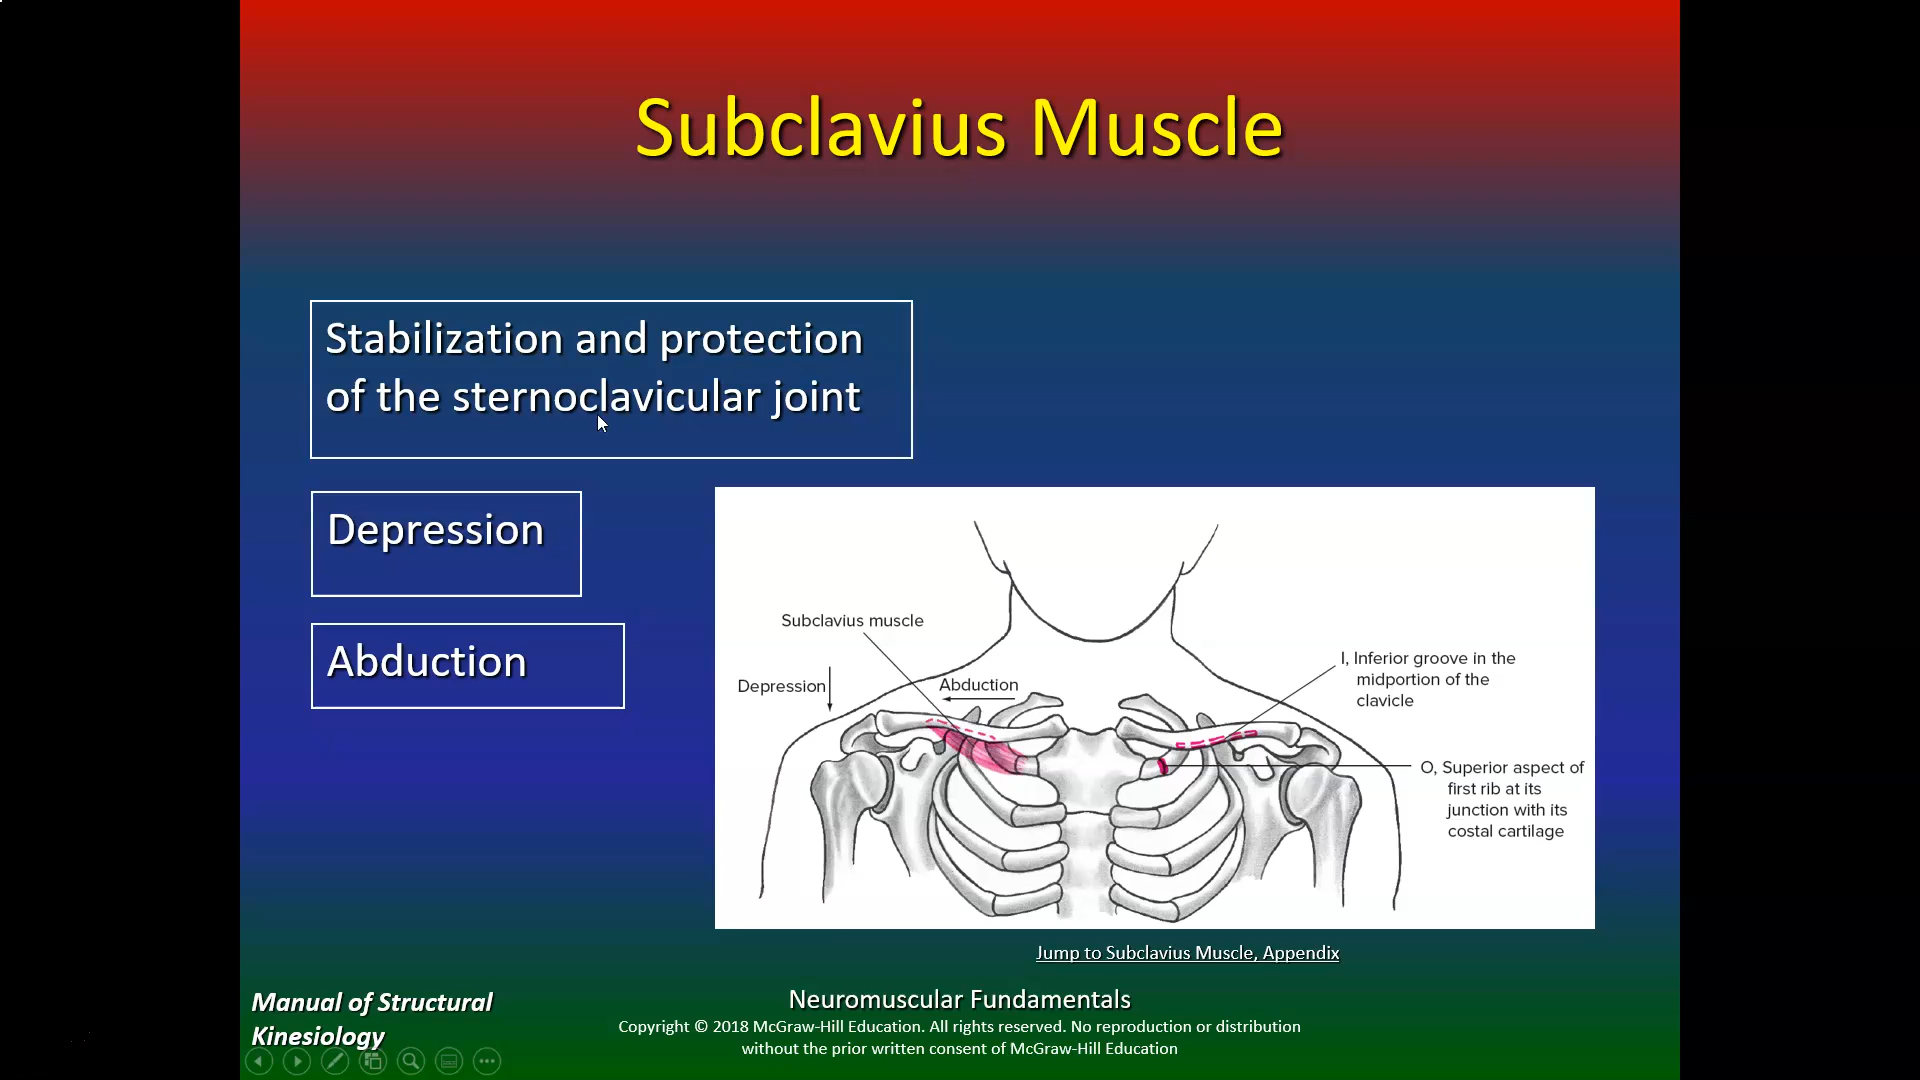 Subclavius Muscle
Stabilization and protection
of the sternoclavicular joint
Depression
Abduction
Subclavius muscle
Depression
Abduction
I, Inferior groove in the
midportion of the
clavicle
O, Superior aspect of
first rib at its
junction with its
costal cartilage
Jump to Subclavius Muscle, Appendix
Manual of Structural
Kinesiology
Neuromuscular Fundamentals
Copyright © 2018 McGraw-Hill Education. All rights reserved. No reproduction or distribution
without the prior written consent of McGraw-Hill Education